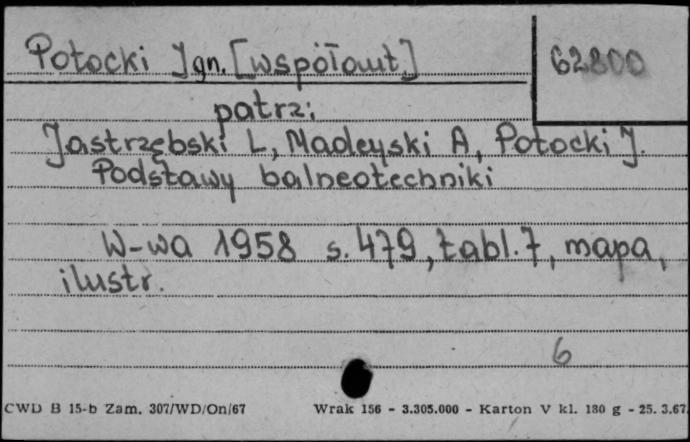 Potocki Ign. [współaut.]
62800
patrz:
Jastrzębski L, Madeyski A, Potocki J.
Podstawy balneotechniki
W-wa 1958 s. 479, tabl. 7, mapa,
ilustr.
6
CWD B 15-b Zam. 307/WD/On/67 Wrak 156 - 3.305.000 - Karton V kl. 180 g - 25. 3.67